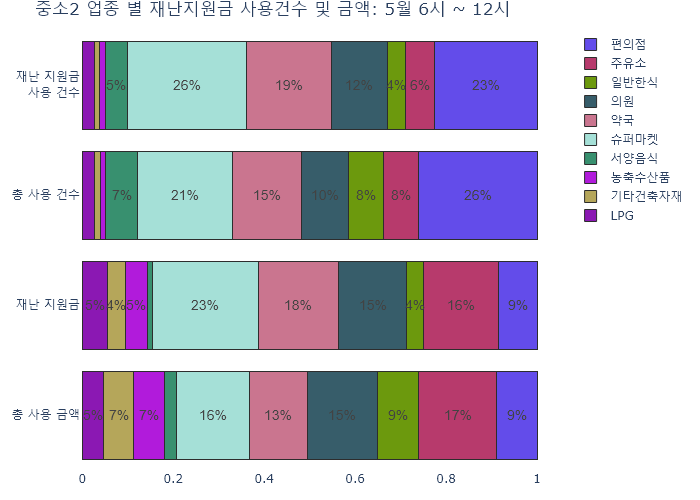 중소2 업종 별 재난지원금 사용건수 및 금액: 5월 6시 ~ 12시
재난 지원금
사용 건수
5%
26%
19%
12%
4%
6%
23%
총 사용 건수
7%
21%
15%
10%
8%
8%
26%
재난 지원금
5%
4%
5%
23%
18%
15%
4%
16%
9%
총 사용 금액
5%
7%
7%
16%
13%
15%
9%
17%
9%
0
0.2
0.4
0.6
0.8
1
편의점
주유소
일반한식
의원
약국
슈퍼마켓
서양음식
농축수산품
기타건축자재
LPG